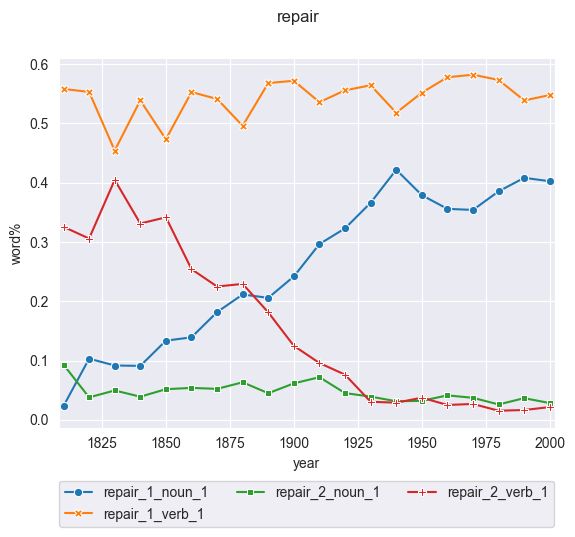 repair
0.6
0.5
0.4
0.3
0.2
0.1
0.0
word%
1825 1850 1875 1900 1925 1950 1975 2000
year
repair_1_noun_1 repair_2_noun_1 repair_2_verb_1
repair_1_verb_1